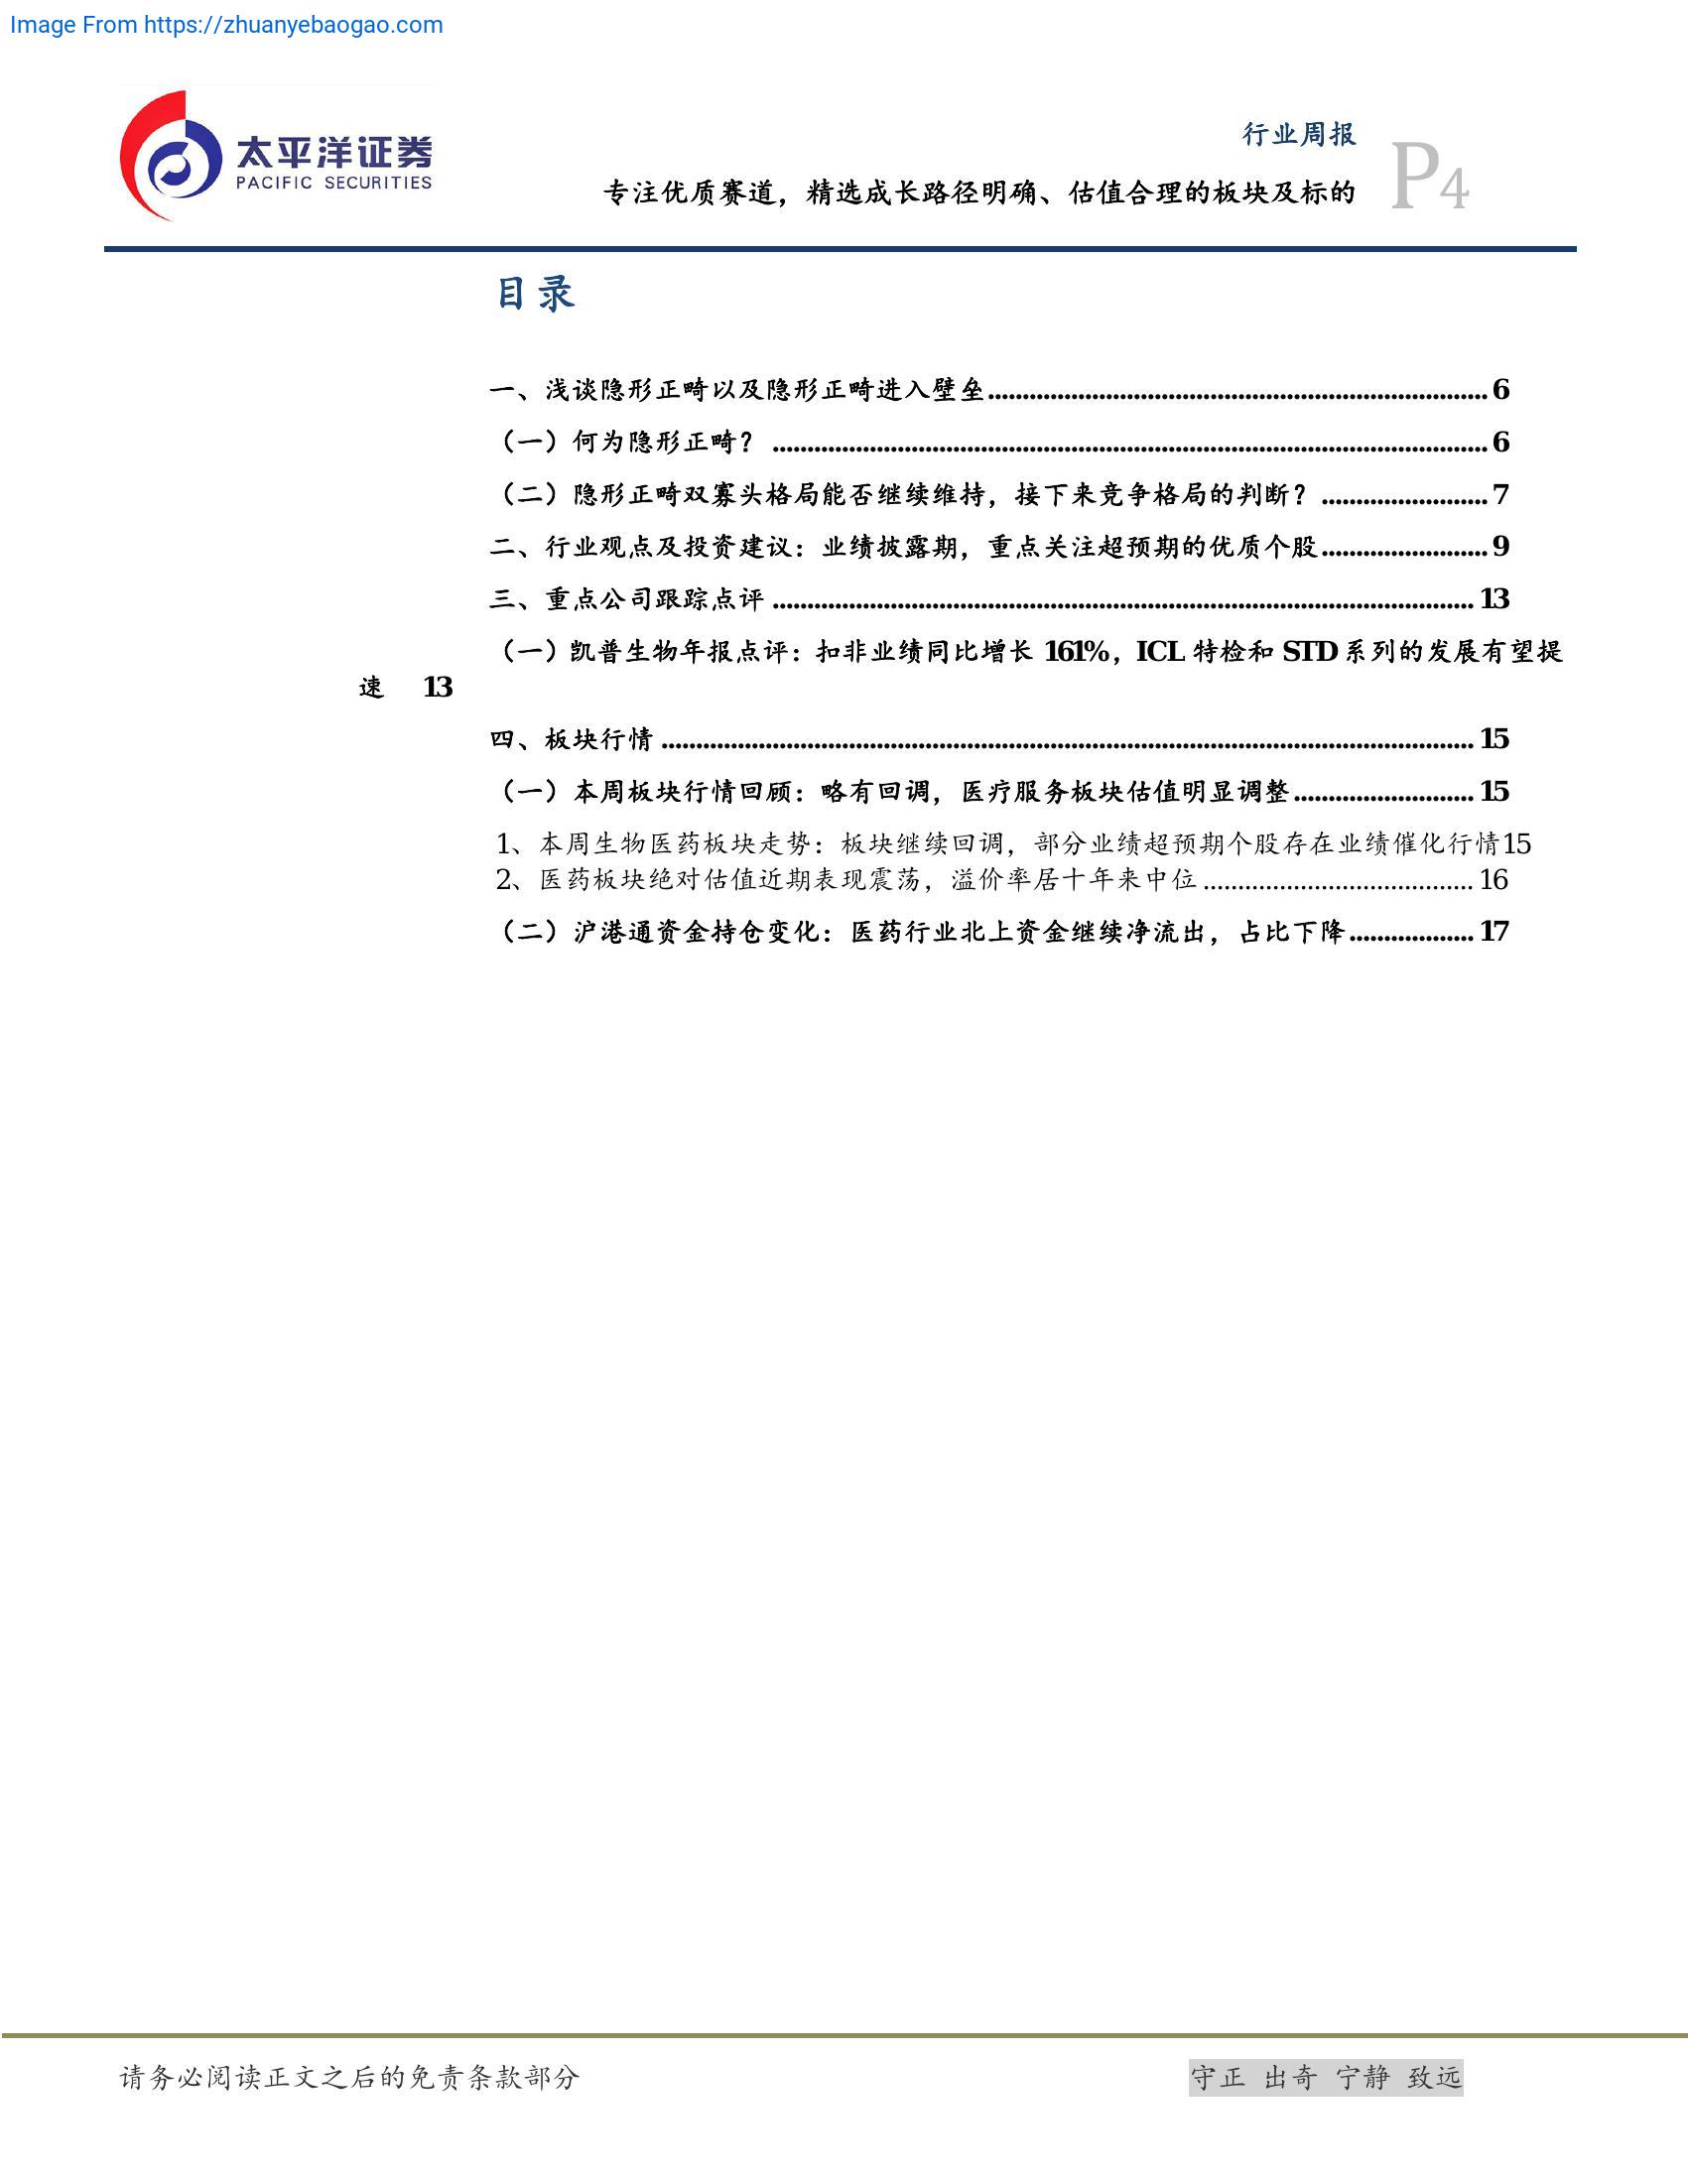 Image From https://zhuanyebaogao.com
太平洋证券
PACIFIC SECURITIES
行业周报
专注优质赛道，精选成长路径明确、估值合理的板块及标的
P4
目录
一、浅谈隐形正畸以及隐形正畸进入壁垒........................................................................ 6
（一）何为隐形正畸？ ....................................................................................................... 6
（二）隐形正畸双寡头格局能否继续维持，接下来竞争格局的判断？ ........................ 7
二、行业观点及投资建议：业绩披露期，重点关注超预期的优质个股........................ 9
三、重点公司跟踪点评 ..................................................................................................... 13
（一）凯普生物年报点评：扣非业绩同比增长 161%，ICL 特检和 STD 系列的发展有望提
速 13
四、板块行情 ..................................................................................................................... 15
（一）本周板块行情回顾：略有回调，医疗服务板块估值明显调整.......................... 15
1、本周生物医药板块走势：板块继续回调，部分业绩超预期个股存在业绩催化行情15
2、医药板块绝对估值近期表现震荡，溢价率居十年来中位 ....................................... 16
（二）沪港通资金持仓变化：医药行业北上资金继续净流出，占比下降.................. 17
请务必阅读正文之后的免责条款部分
守正 出奇 宁静 致远